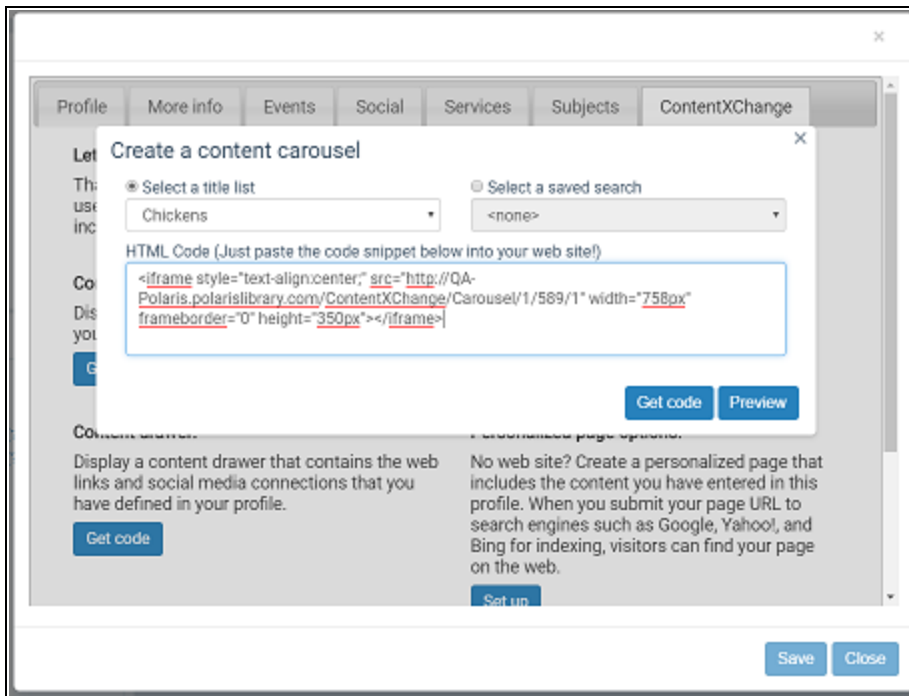 ×
Profile
More info
Events
Social
Services
Subjects
ContentXChange
×
Create a content carousel
Select a title list
Select a saved search
Chickens
<none>
HTML Code (Just paste the code snippet below into your web site!)
<iframe style="text-align:center;" src="http://QA-
Polaris.polarislibrary.com/ContentXChange/Carousel/1/589/1" width="758px"
frameborder="0" height="350px"></iframe>
Get code
Preview
Content drawer:
Display a content drawer that contains the web
links and social media connections that you
have defined in your profile.
Get code
Personalized page options:
No web site? Create a personalized page that
includes the content you have entered in this
profile. When you submit your page URL to
search engines such as Google, Yahoo!, and
Bing for indexing, visitors can find your page
on the web.
Set up
Save
Close